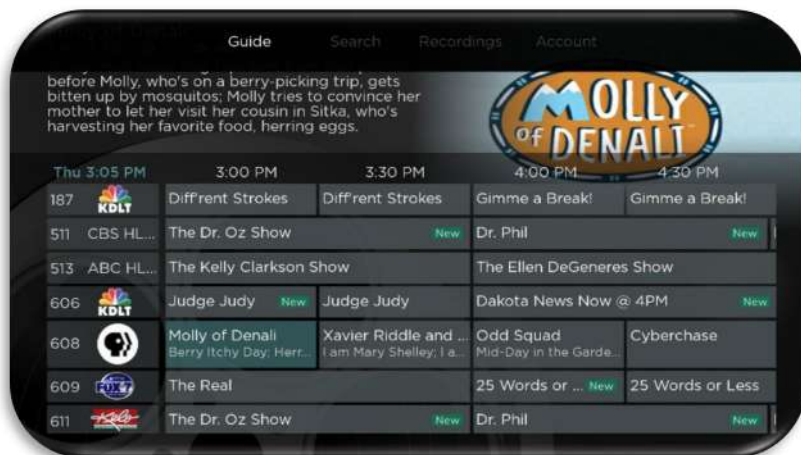 Guide Search Recordings Account
before Molly, who's on a berry-picking trip, gets
bitten up by mosquitos; Molly tries to convince her
mother to let her visit her cousin in Sitka, who's
harvesting her favorite food, herring eggs.
MOLLY
OF DENALI
Thu 3:05 PM 3:00 PM 3:30 PM 4:00 PM 4:30 PM
187 KDLT Diff'rent Strokes Diff'rent Strokes Gimme a Break! Gimme a Break!
511 CBS HL... The Dr. Oz Show New Dr. Phil New
513 ABC HL... The Kelly Clarkson Show The Ellen DeGeneres Show
606 KDLT Judge Judy New Judge Judy Dakota News Now @ 4PM New
608 Molly of Denali Xavier Riddle and ... Odd Squad Cyberchase
Berry Itchy Day; Herr... I am Mary Shelley; I a... Mid-Day in the Garde...
609 The Real 25 Words or ... New 25 Words or Less
611 Kelo The Dr. Oz Show New Dr. Phil New